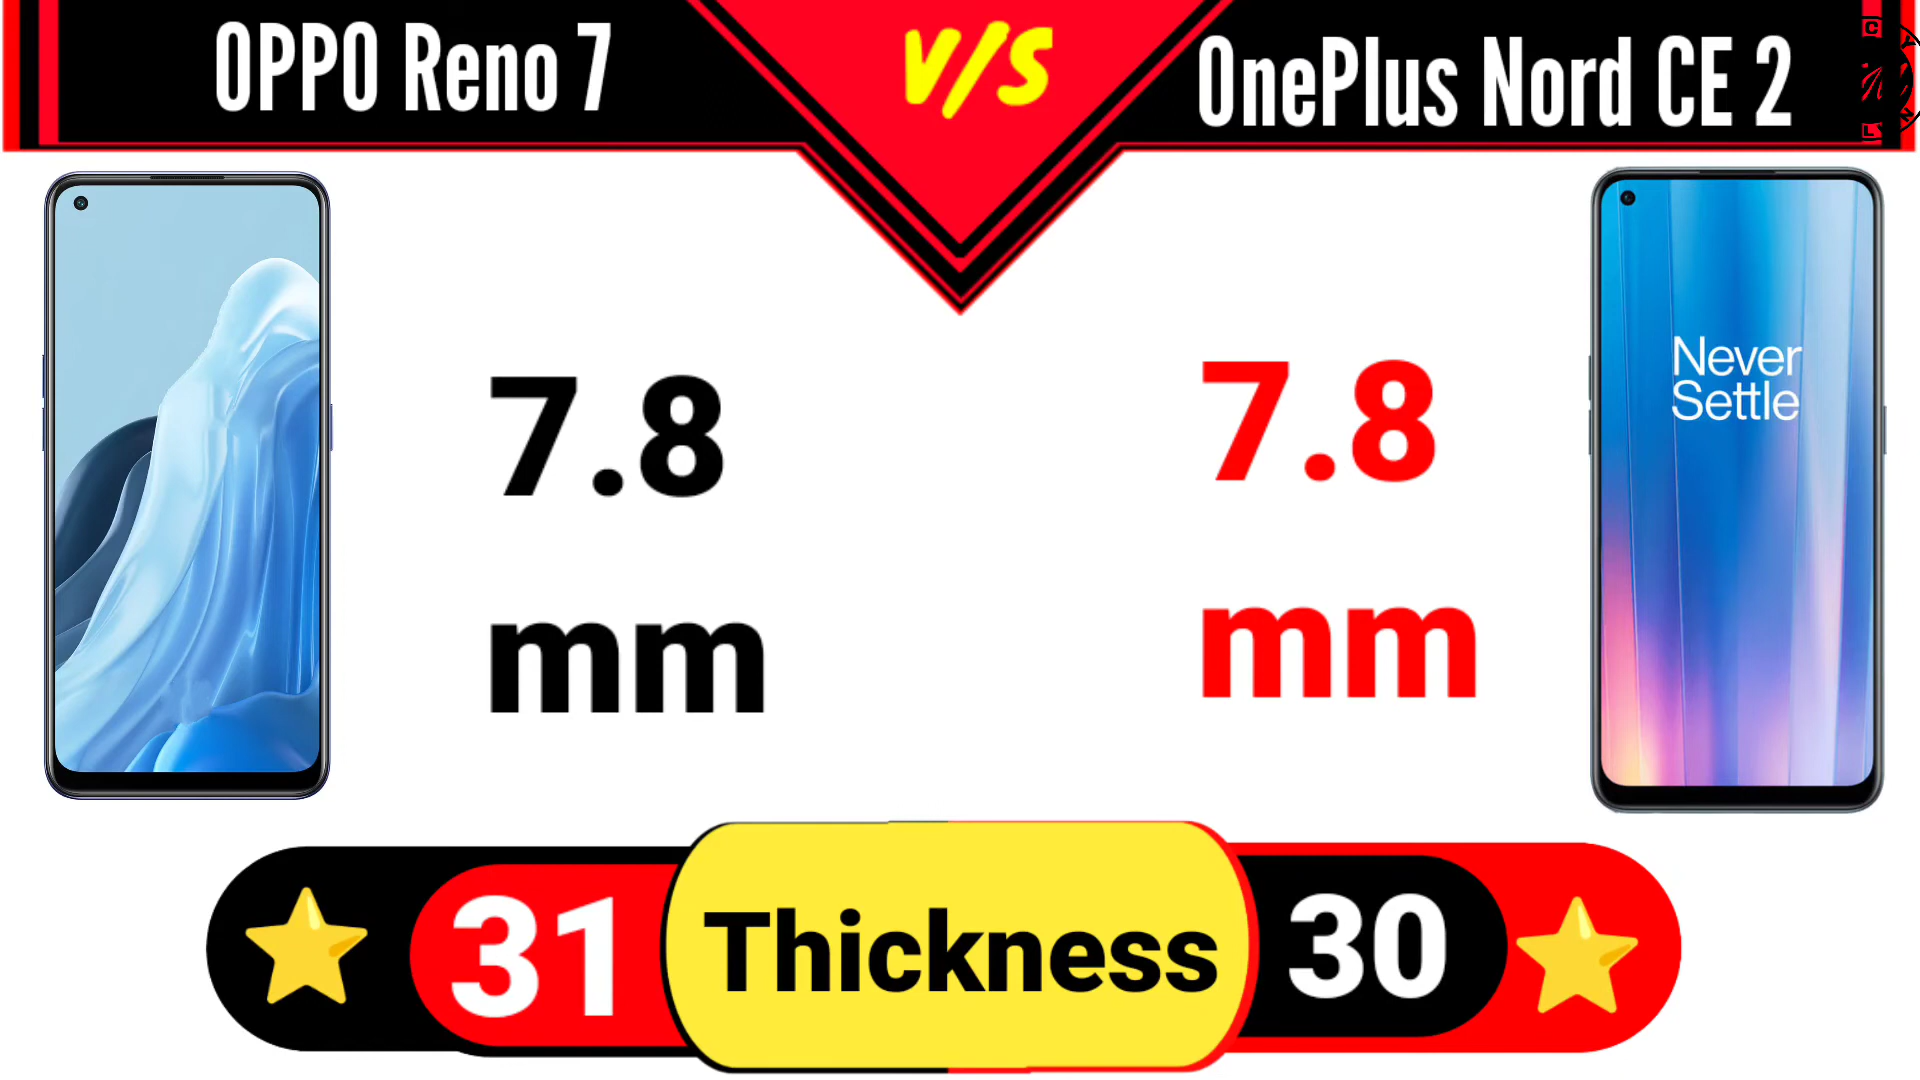 OPPO Reno 7
V/S
OnePlus Nord CE 2
Never
Settle
7.8
mm
7.8
mm
31
Thickness
30